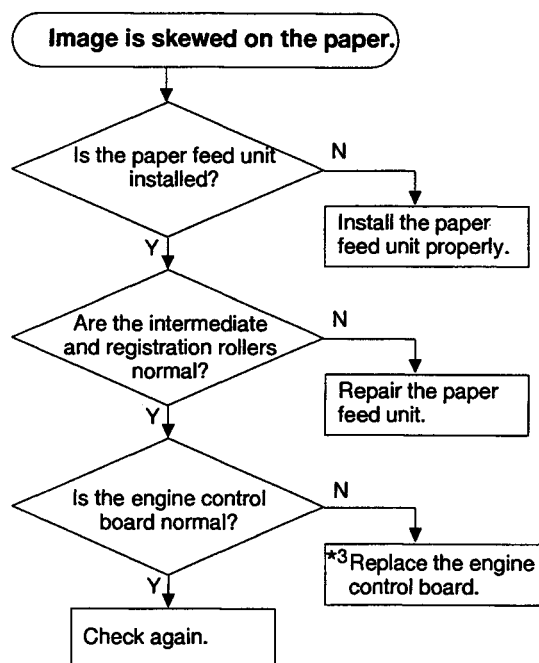 Image is skewed on the paper.
Is the paper feed unit
installed?
N
Install the paper
feed unit properly.
Y
Are the intermediate
and registration rollers
normal?
N
Repair the paper
feed unit.
Y
Is the engine control
board normal?
N
*3 Replace the engine
control board.
Y
Check again.